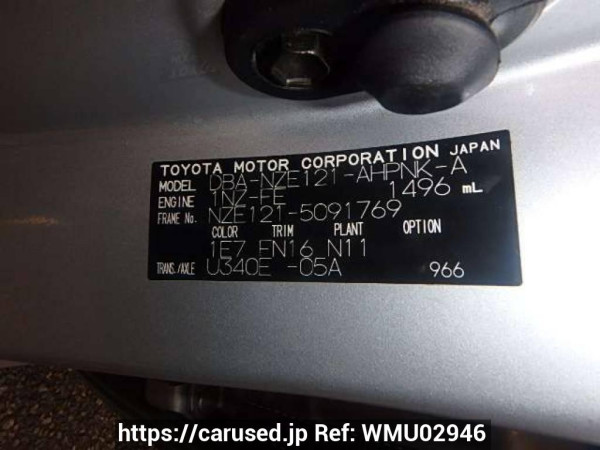 TOYOTA MOTOR CORPORATION JAPAN
MODEL DBA-NZE121-AHPNK-A
ENGINE 1NZ-FE 1496 mL
FRAME No. NZE121-5091769
COLOR TRIM PLANT OPTION
1E7 FN16 N11
TRANS./AXLE U340E -05A 966
https://carused.jp Ref: WMU02946